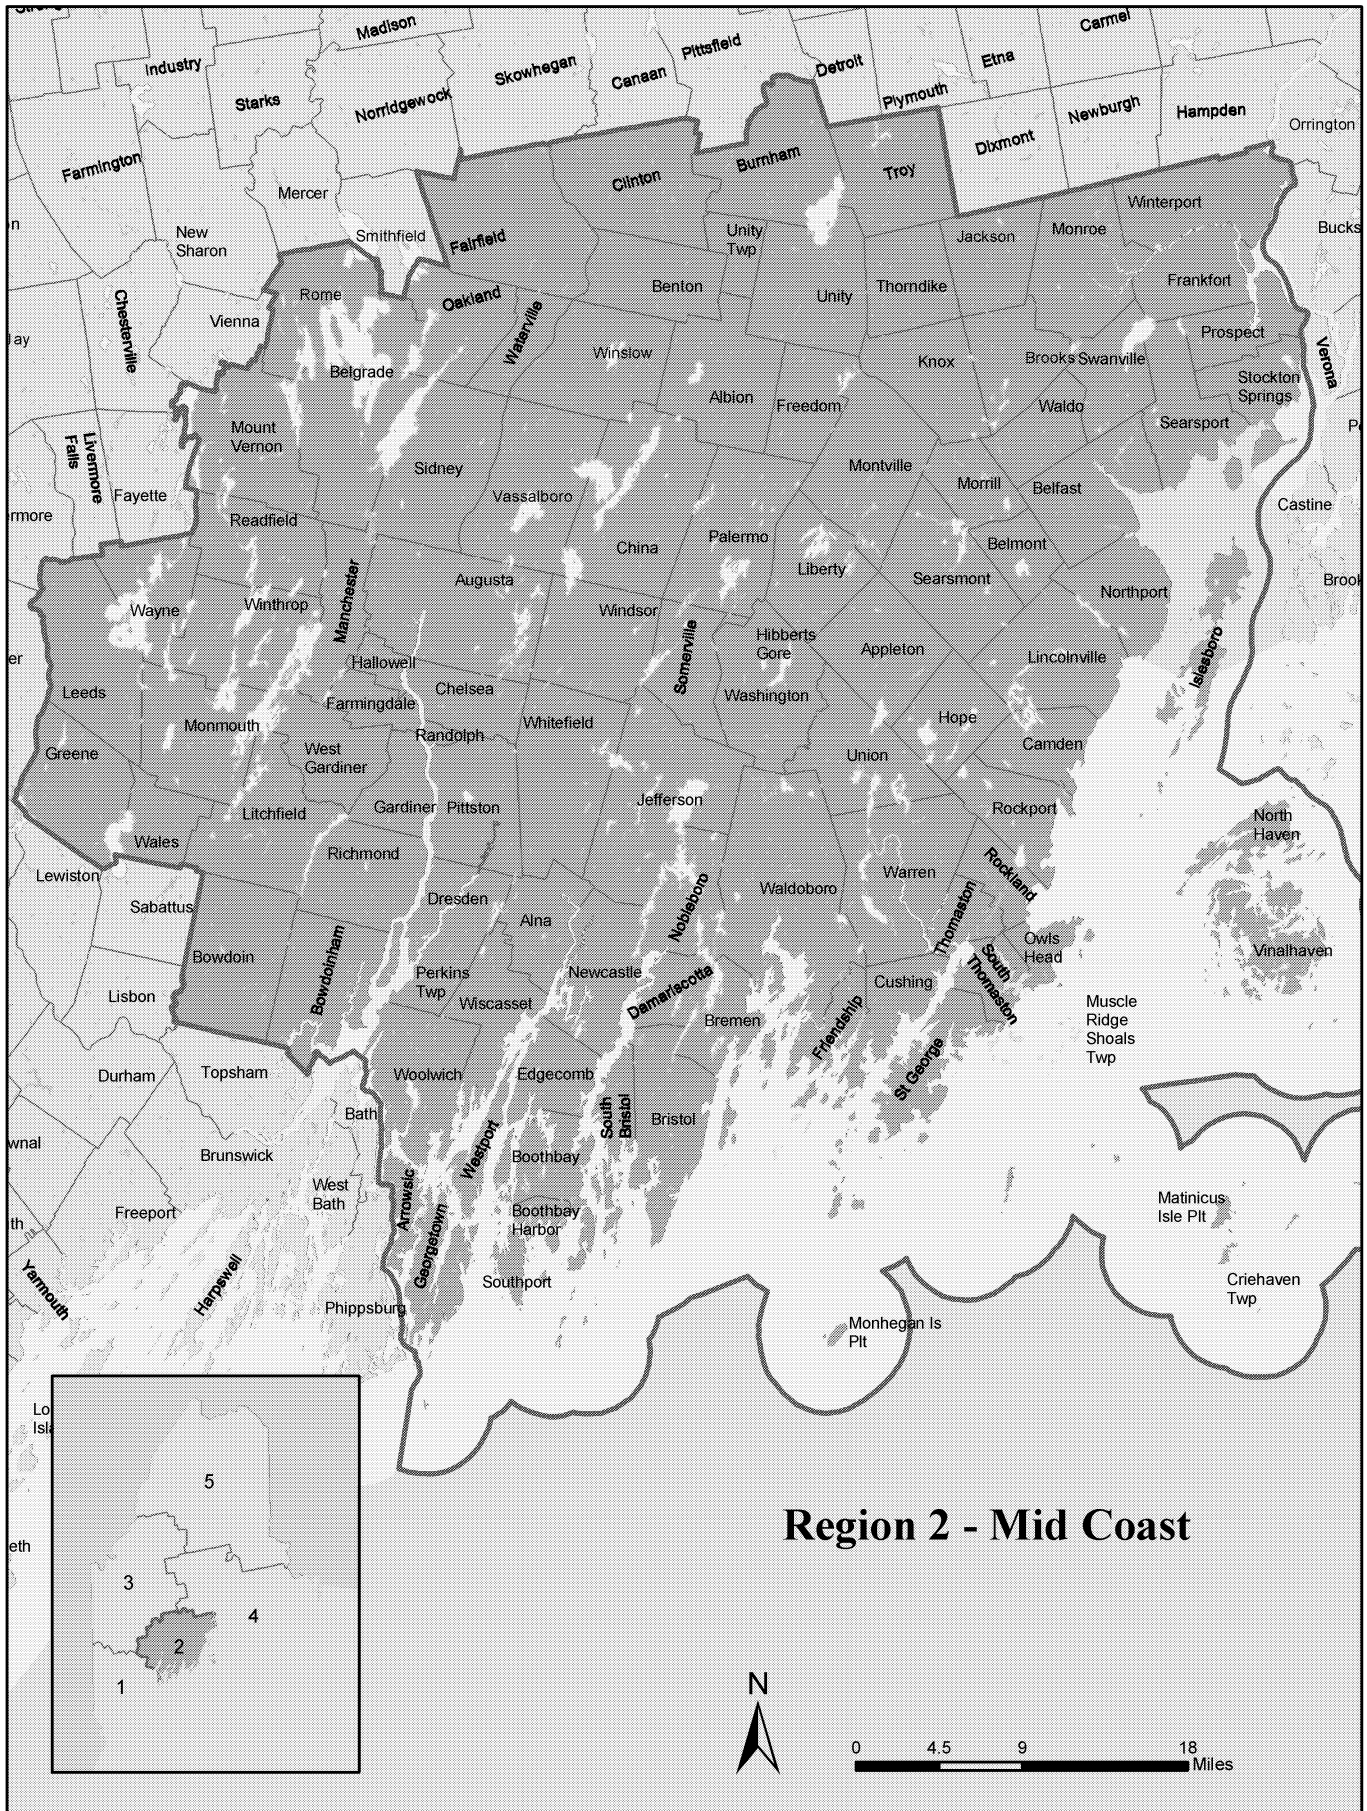 Madison
Carmel
Pittsfield
Industry
Skowhegan
Detroit
Etna
Canaan
Starks
Norridgewock
Plymouth
Newburgh
Hampden
Orrington
Dixmont
Farmington
Burnham
Clinton
Troy
Mercer
Winterport
New
Sharon
Smithfield
Fairfield
Unity
Twp
Jackson
Monroe
Bucks
Rome
Oakland
Benton
Unity
Thorndike
Frankfort
Vienna
Chesterville
Waterville
Prospect
Verona
Jay
Belgrade
Winslow
Knox
Brooks
Swanville
Stockton
Springs
Albion
Freedom
Waldo
Mount
Vernon
Searsport
Livermore
Falls
Sidney
Montville
Fayette
Vassalboro
Morrill
Belfast
Castine
ermore
Readfield
Palermo
China
Belmont
Manchester
Augusta
Liberty
Searsmont
Northport
Brook
Wayne
Winthrop
Windsor
Somerville
Hibberts
Gore
Appleton
Lincolnville
Islesboro
er
Hallowell
Leeds
Chelsea
Washington
Farmingdale
Monmouth
Whitefield
Hope
Randolph
Greene
West
Gardiner
Union
Camden
Litchfield
Gardiner
Pittston
Jefferson
Rockport
North
Haven
Wales
Richmond
Lewiston
Warren
Rockland
Waldoboro
Dresden
Nobleboro
Thomaston
Sabattus
Alna
Owls
Head
Bowdoin
Bowdoinham
Perkins
Twp
Newcastle
Damariscotta
Cushing
South
Thomaston
Vinalhaven
Lisbon
Wiscasset
Bremen
Friendship
Muscle
Ridge
Shoals
Twp
Durham
Topsham
Woolwich
Edgecomb
St George
Bath
South
Bristol
Bristol
wnal
Brunswick
Westport
Boothbay
West
Bath
Arrowsic
Matinicus
Isle Plt
th
Freeport
Georgetown
Boothbay
Harbor
Yarmouth
Harpswell
Southport
Criehaven
Twp
Phippsburg
Monhegan Is
Plt
Lo
Isla
5
eth
3
4
2
1
Region 2 - Mid Coast
N
0 4.5 9 18
Miles